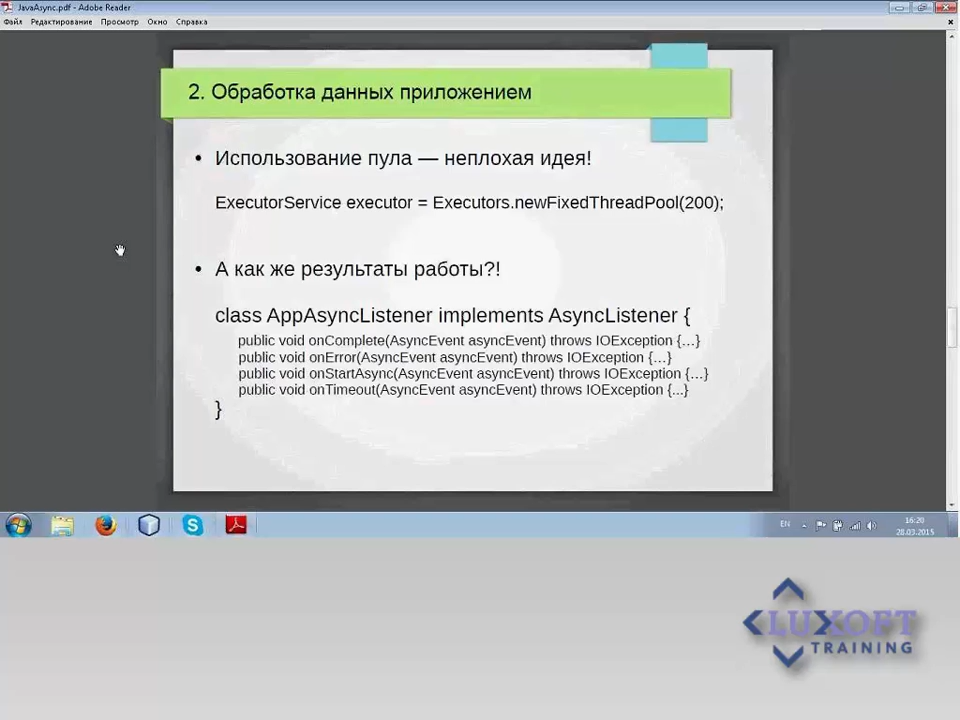 JavaAsync.pdf - Adobe Reader
Файл Редактирование Просмотр Окно Справка
2. Обработка данных приложением
• Использование пула — неплохая идея!
ExecutorService executor = Executors.newFixedThreadPool(200);
• А как же результаты работы?!
class AppAsyncListener implements AsyncListener {
public void onComplete(AsyncEvent asyncEvent) throws IOException {…}
public void onError(AsyncEvent asyncEvent) throws IOException {…}
public void onStartAsync(AsyncEvent asyncEvent) throws IOException {…}
public void onTimeout(AsyncEvent asyncEvent) throws IOException {...}
}
EN
16:20
28.03.2015
LUXOFT
TRAINING